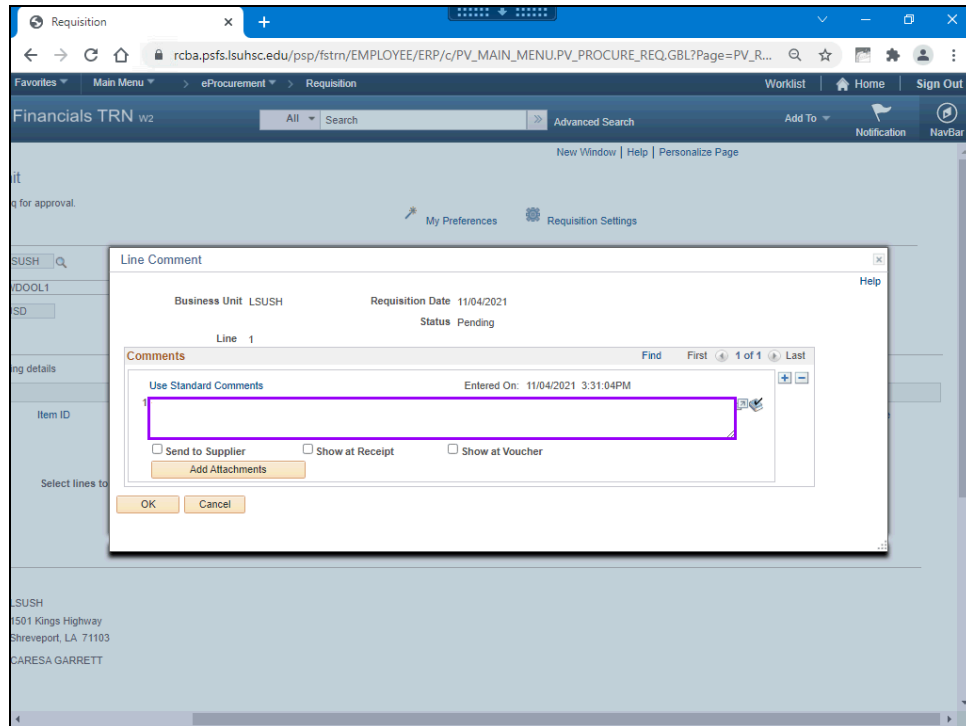 Requisition
rcba.psfs.lsuhsc.edu/psp/fstrn/EMPLOYEE/ERP/c/PV_MAIN_MENU.PV_PROCURE_REQ.GBL?Page=PV_R...
Favorites Main Menu > eProcurement > Requisition Worklist Home Sign Out
Financials TRN W2 All Search Advanced Search Add To Notification NavBar
New Window | Help | Personalize Page
it
q for approval.
My Preferences Requisition Settings
SUSH
Line Comment
Help
/DOOL1
Business Unit LSUSH Requisition Date 11/04/2021
SD
Status Pending
Line 1
Comments Find First 1 of 1 Last
ing details
Use Standard Comments Entered On: 11/04/2021 3:31:04PM
1
Item ID
Send to Supplier Show at Receipt Show at Voucher
Add Attachments
Select lines to
OK Cancel
LSUSH
1501 Kings Highway
Shreveport, LA 71103
CARESA GARRETT